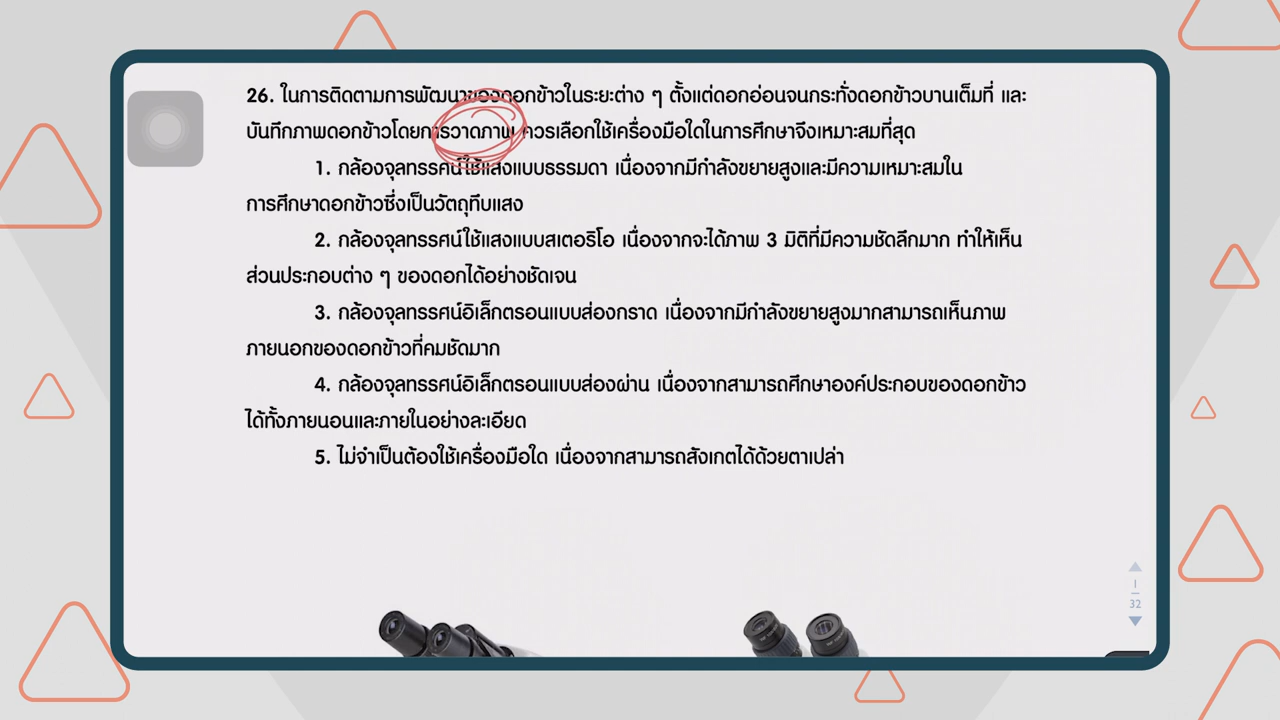 26. ในการติดตามการพัฒนาของดอกข้าวในระยะต่าง ๆ ตั้งแต่ดอกอ่อนจนกระทั่งดอกข้าวบานเต็มที่ และ
บันทึกภาพดอกข้าวโดยการวาดภาพ ควรเลือกใช้เครื่องมือใดในการศึกษาจึงเหมาะสมที่สุด
1. กล้องจุลทรรศน์ใช้แสงแบบธรรมดา เนื่องจากมีกำลังขยายสูงและมีความเหมาะสมใน
การศึกษาดอกข้าวซึ่งเป็นวัตถุทึบแสง
2. กล้องจุลทรรศน์ใช้แสงแบบสเตอริโอ เนื่องจากจะได้ภาพ 3 มิติที่มีความชัดลึกมาก ทำให้เห็น
ส่วนประกอบต่าง ๆ ของดอกได้อย่างชัดเจน
3. กล้องจุลทรรศน์อิเล็กตรอนแบบส่องกราด เนื่องจากมีกำลังขยายสูงมากสามารถเห็นภาพ
ภายนอกของดอกข้าวที่คมชัดมาก
4. กล้องจุลทรรศน์อิเล็กตรอนแบบส่องผ่าน เนื่องจากสามารถศึกษาองค์ประกอบของดอกข้าว
ได้ทั้งภายนอนและภายในอย่างละเอียด
5. ไม่จำเป็นต้องใช้เครื่องมือใด เนื่องจากสามารถสังเกตได้ด้วยตาเปล่า
1
32